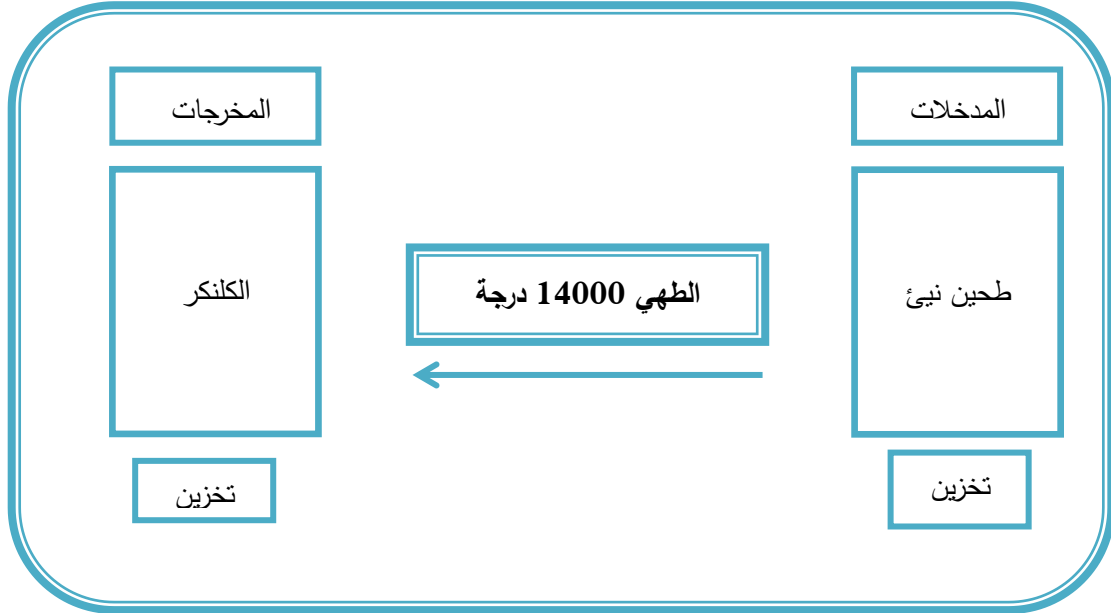 المدخلات
المخرجات
طحين نيئ
الطهي 14000 درجة
الكلنكر
تخزين
تخزين